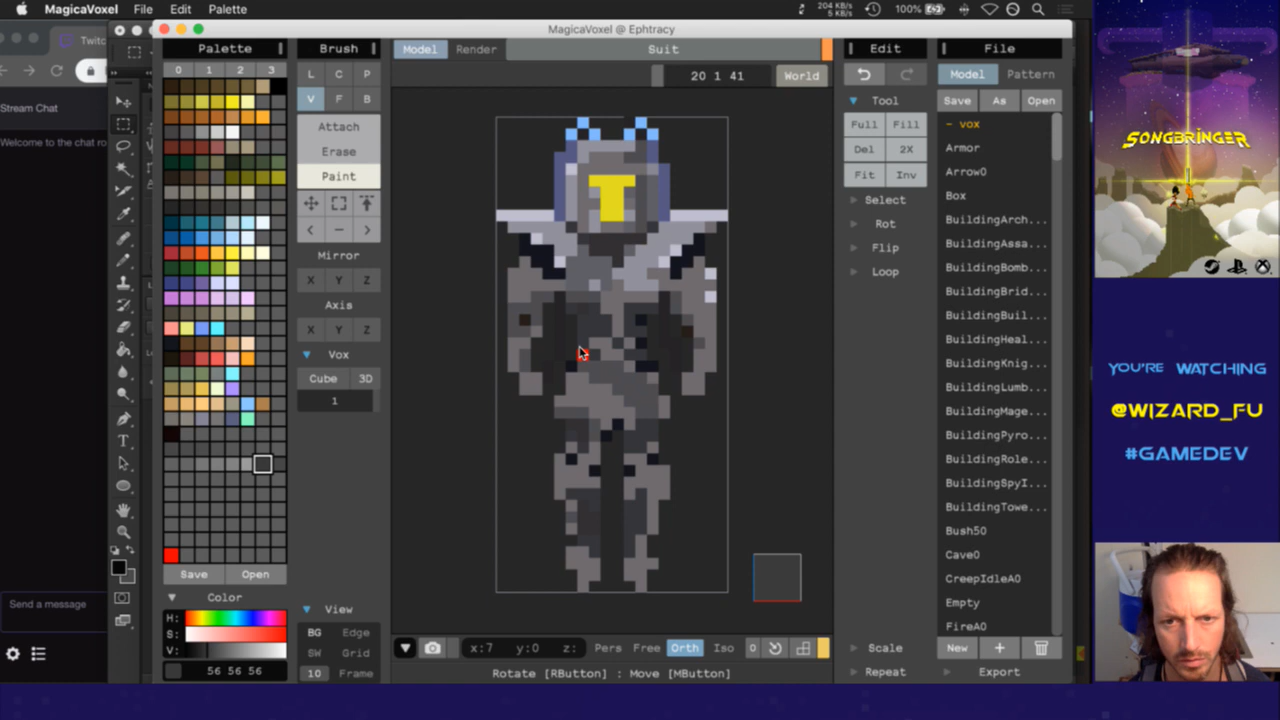 MagicaVoxel File Edit Palette
204 KB/s
5 KB/s
100%
MagicaVoxel @ Ephtracy
Twitc
Stream Chat
Welcome to the chat ro
Send a message
Palette
0 1 2 3
Save Open
Color
H:
S:
V:
56 56 56
Brush
L C P
V F B
Attach
Erase
Paint
Mirror
X Y Z
Axis
X Y Z
Vox
Cube 3D
1
View
BG Edge
SW Grid
10 Frame
Model Render Suit
20 1 41 World
x:7 y:0 z: Pers Free Orth Iso 0
Rotate [RButton] : Move [MButton]
Edit
Tool
Full Fill
Del 2X
Fit Inv
Select
Rot
Flip
Loop
Scale
Repeat
File
Model Pattern
Save As Open
- vox
Armor
Arrow0
Box
BuildingArch...
BuildingAssa...
BuildingBomb...
BuildingBrid...
BuildingBuil...
BuildingHeal...
BuildingKnig...
BuildingLumb...
BuildingMage...
BuildingPyro...
BuildingRole...
BuildingSpyI...
BuildingTowe...
Bush50
Cave0
CreepIdleA0
Empty
FireA0
New + Export
SONGBRINGER
YOU'RE WATCHING
@WIZARD_FU
#GAMEDEV